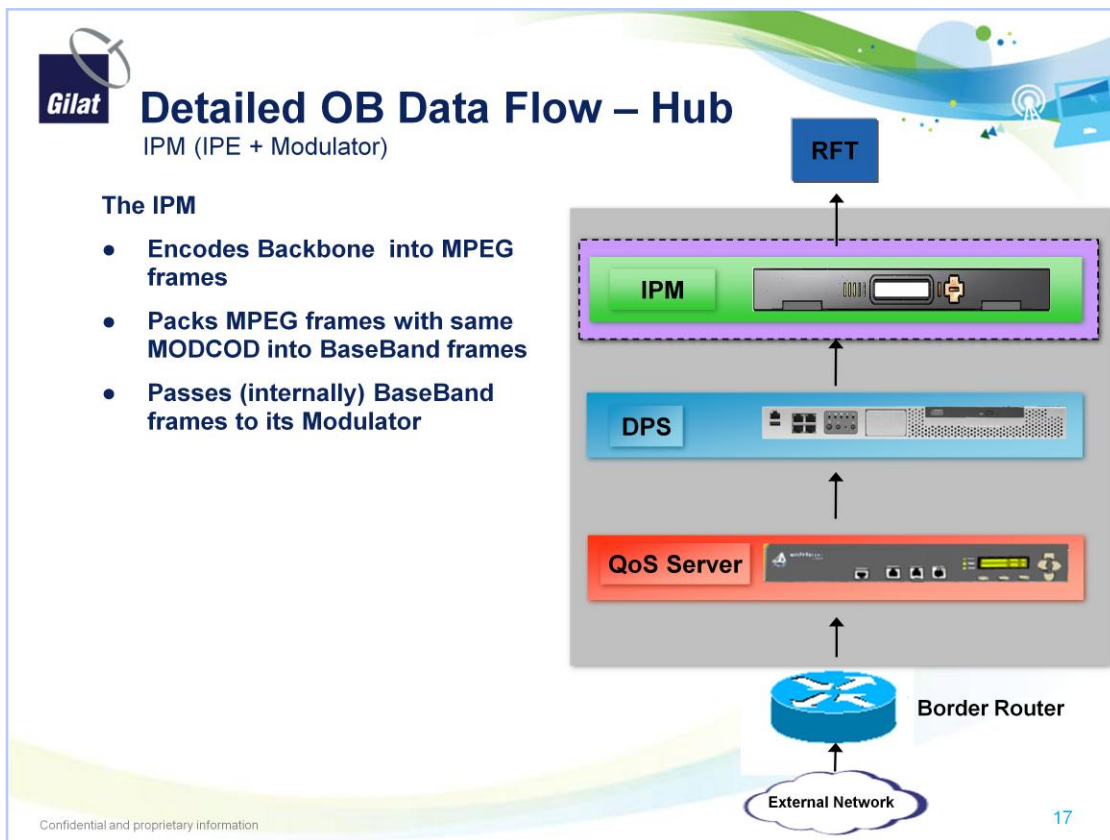 Gilat
Detailed OB Data Flow – Hub
IPM (IPE + Modulator)
The IPM
● Encodes Backbone into MPEG
frames
● Packs MPEG frames with same
MODCOD into BaseBand frames
● Passes (internally) BaseBand
frames to its Modulator
RFT
IPM
DPS
QoS Server
Border Router
External Network
Confidential and proprietary information
17